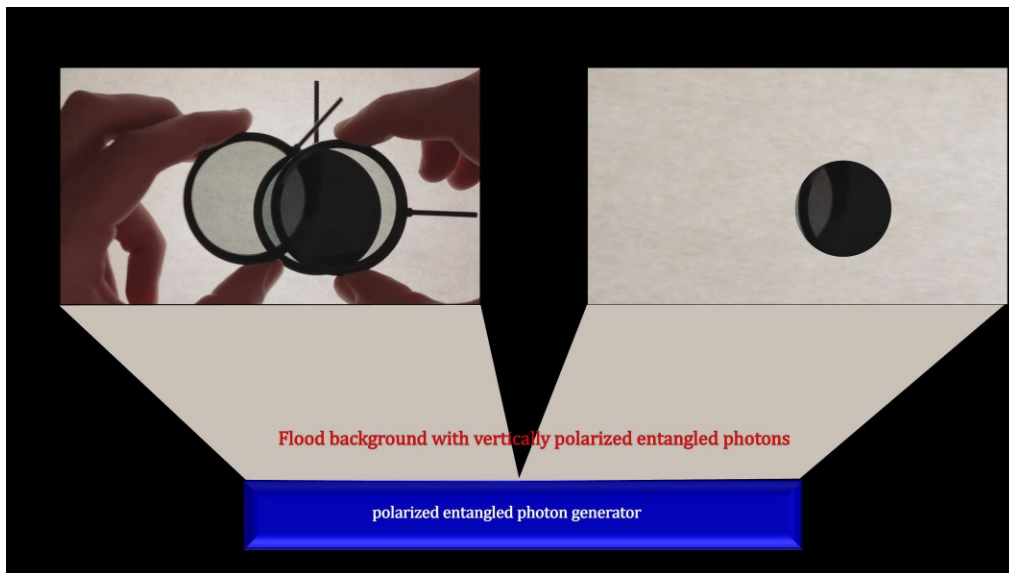 Flood background with vertically polarized entangled photons
polarized entangled photon generator